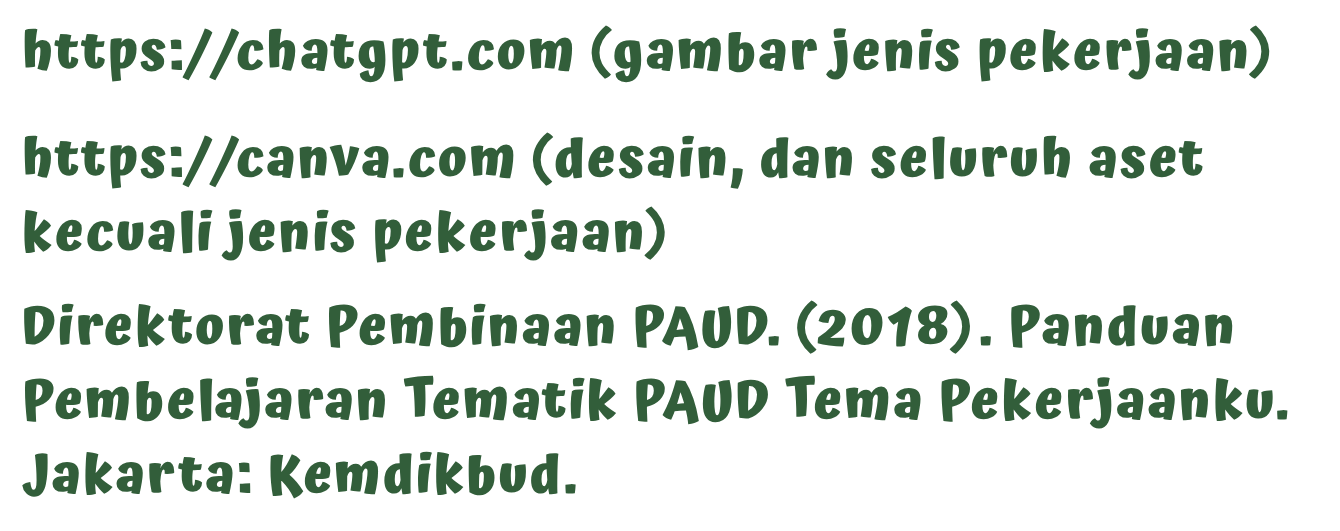 https://chatgpt.com (gambar jenis pekerjaan)
https://canva.com (desain, dan seluruh aset
kecuali jenis pekerjaan)
Direktorat Pembinaan PAUD. (2018). Panduan
Pembelajaran Tematik PAUD Tema Pekerjaanku.
Jakarta: Kemdikbud.